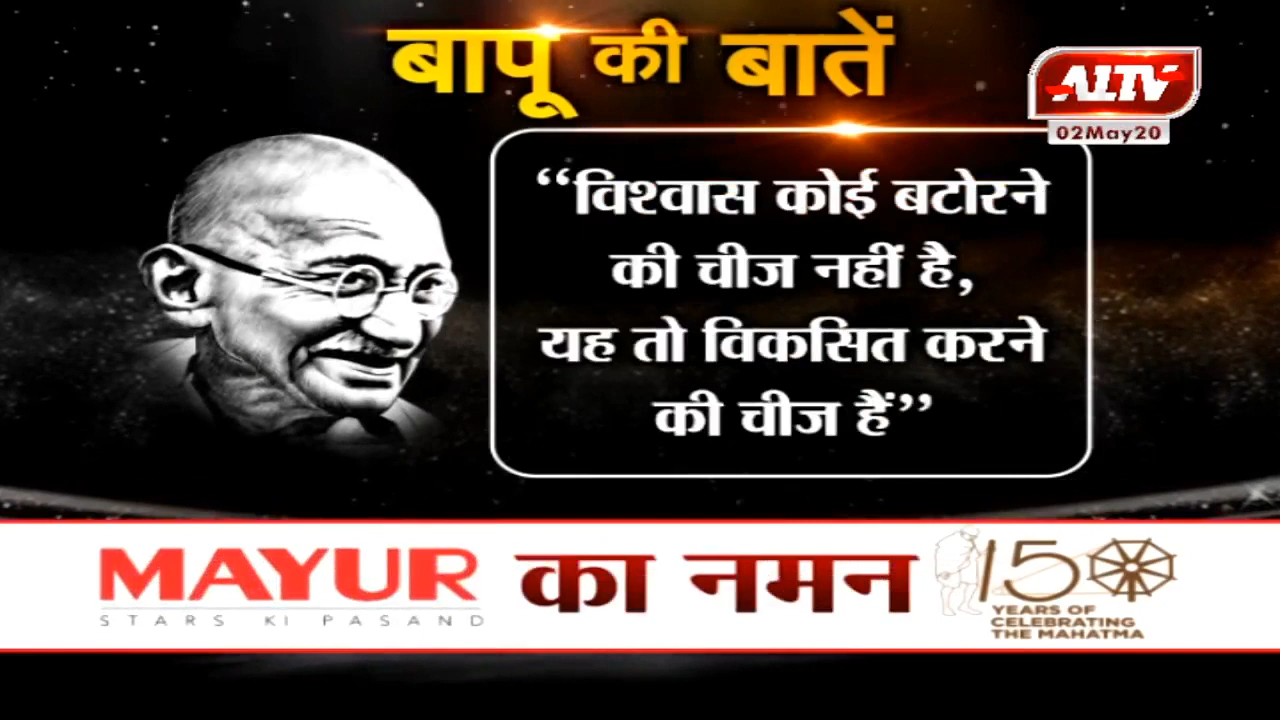 बापू की बातें
ALTV
02May20
“विश्वास कोई बटोरने
की चीज नहीं है,
यह तो विकसित करने
की चीज हैं”
MAYUR
STARS KI PASAND
का नमन
150
YEARS OF
CELEBRATING
THE MAHATMA